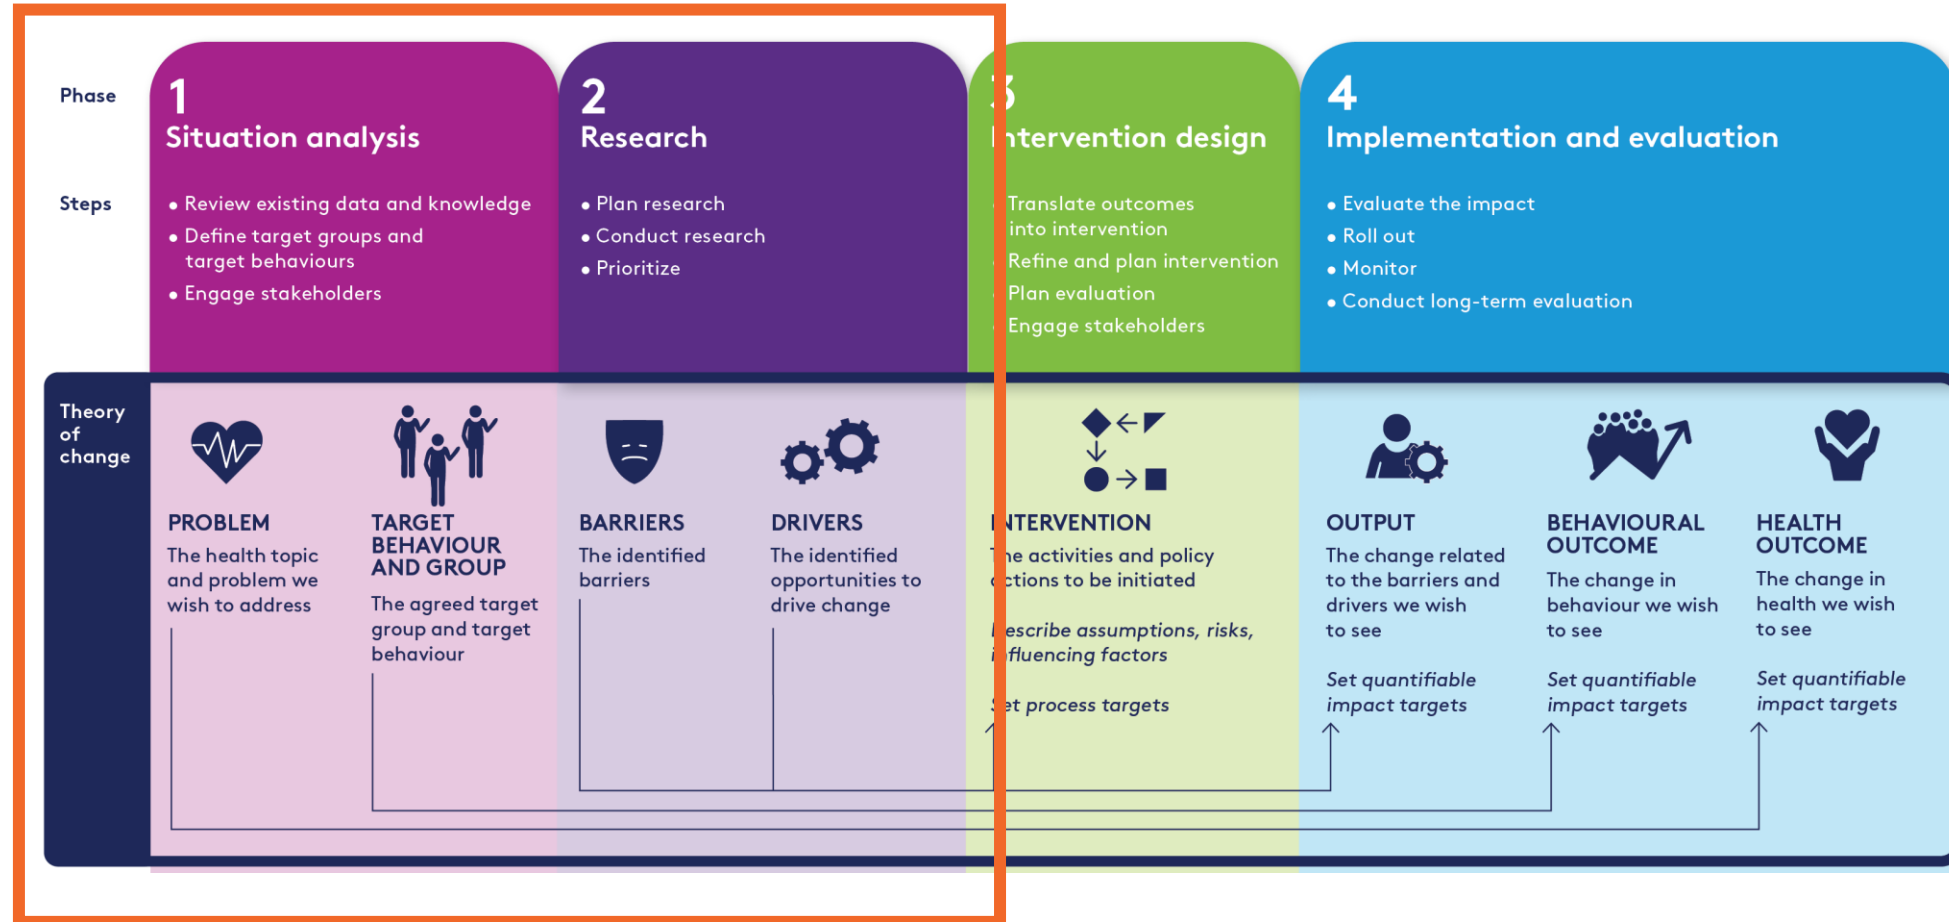 Phase
1
Situation analysis
2
Research
3
Intervention design
4
Implementation and evaluation
Steps
• Review existing data and knowledge
• Define target groups and
target behaviours
• Engage stakeholders
• Plan research
• Conduct research
• Prioritize
• Translate outcomes
into intervention
• Refine and plan intervention
• Plan evaluation
• Engage stakeholders
• Evaluate the impact
• Roll out
• Monitor
• Conduct long-term evaluation
Theory
of
change
PROBLEM
The health topic
and problem we
wish to address
TARGET
BEHAVIOUR
AND GROUP
The agreed target
group and target
behaviour
BARRIERS
The identified
barriers
DRIVERS
The identified
opportunities to
drive change
INTERVENTION
The activities and policy
actions to be initiated
Describe assumptions, risks,
influencing factors
Set process targets
OUTPUT
The change related
to the barriers and
drivers we wish
to see
Set quantifiable
impact targets
BEHAVIOURAL
OUTCOME
The change in
behaviour we wish
to see
Set quantifiable
impact targets
HEALTH
OUTCOME
The change in
health we wish
to see
Set quantifiable
impact targets